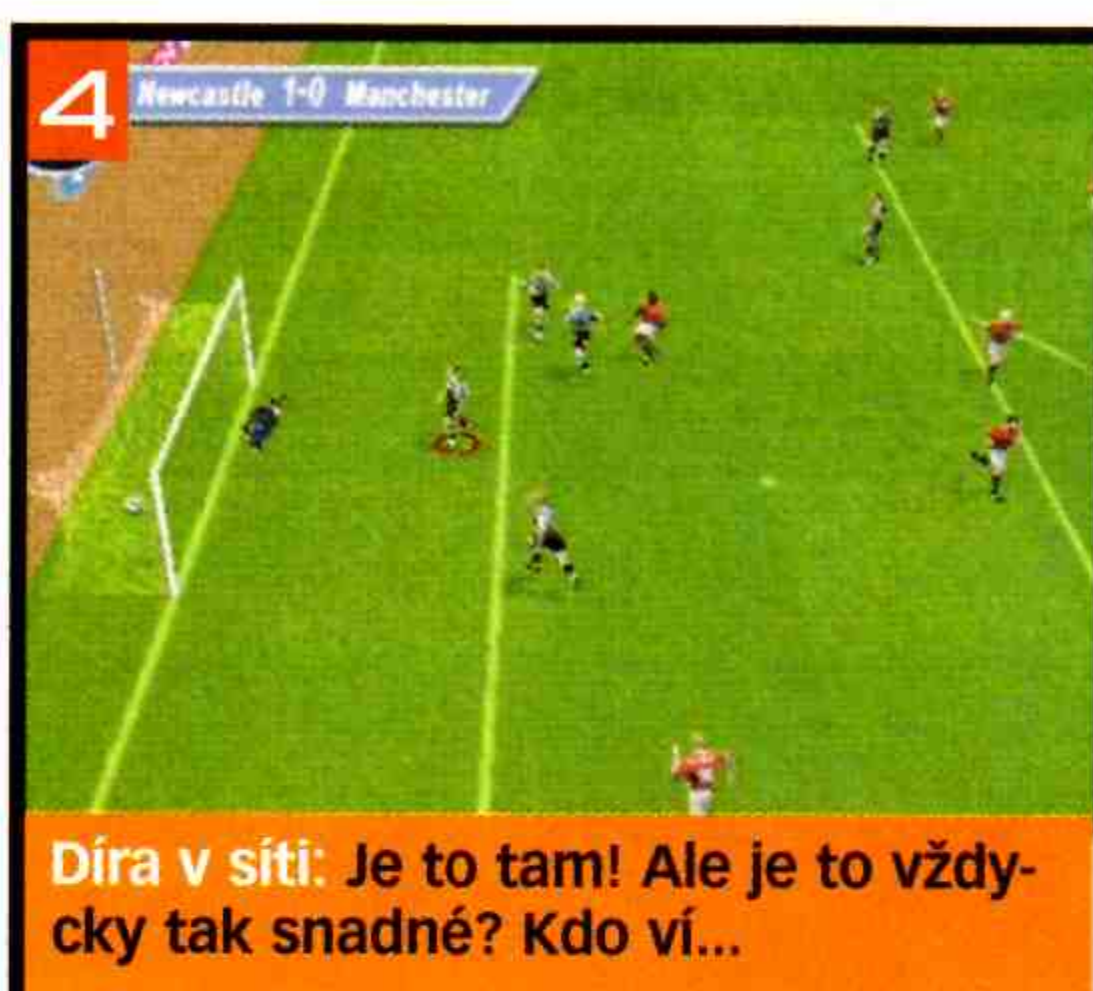 4
Newcastle 1-0 Manchester
Díra v síti: Je to tam! Ale je to vždy-
cky tak snadné? Kdo ví...